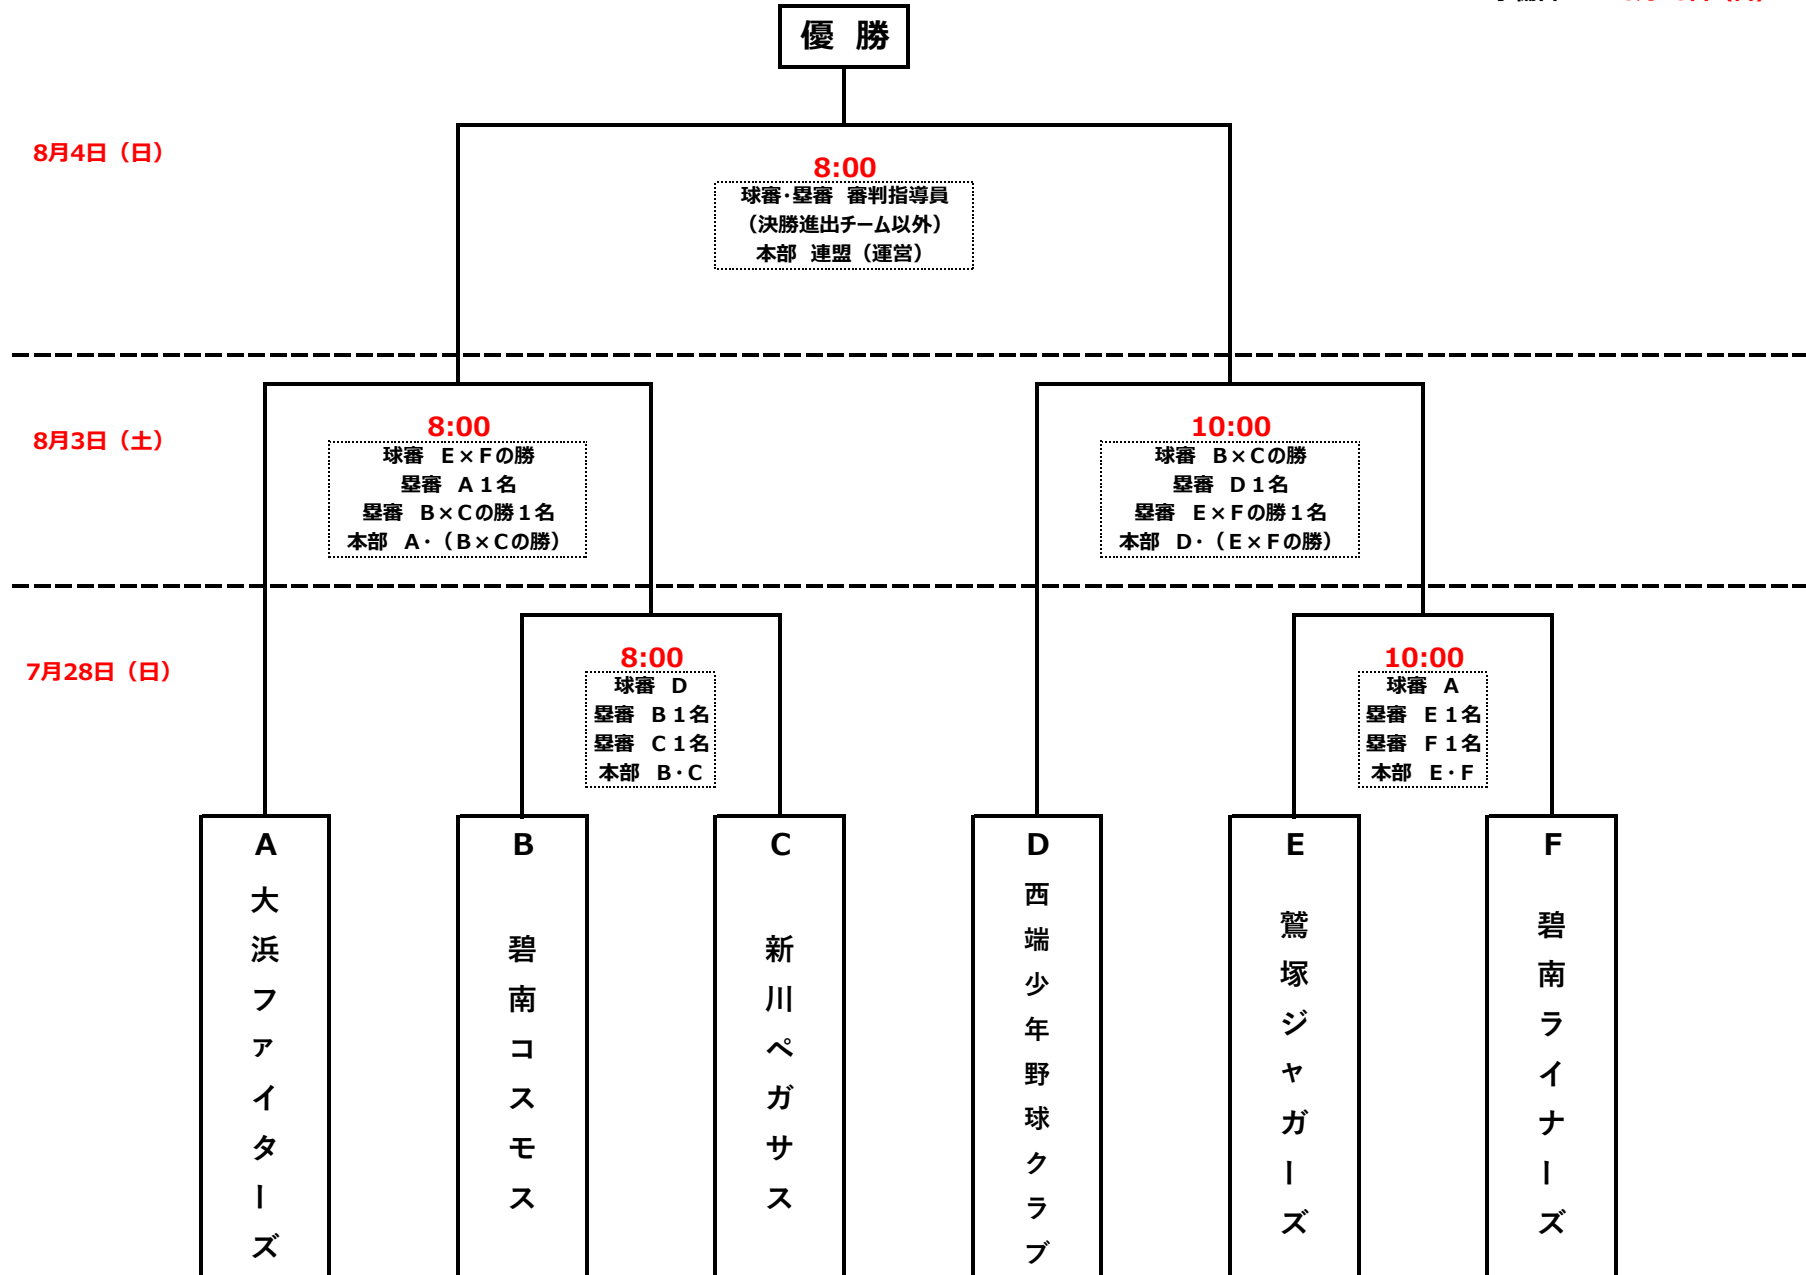 優 勝
8月4日（日）
8:00
球審･塁審 審判指導員
（決勝進出チーム以外）
本部 連盟（運営）
8月3日（土）
8:00
球審 E×Fの勝
塁審 A１名
塁審 B×Cの勝１名
本部 A･（B×Cの勝）
10:00
球審 B×Cの勝
塁審 D１名
塁審 E×Fの勝１名
本部 D･（E×Fの勝）
7月28日（日）
8:00
球審 D
塁審 B１名
塁審 C１名
本部 B･C
10:00
球審 A
塁審 E１名
塁審 F１名
本部 E･F
A
大浜ファイターズ
B
碧南コスモス
C
新川ペガサス
D
西端少年野球クラブ
E
鷲塚ジャガーズ
F
碧南ライナーズ